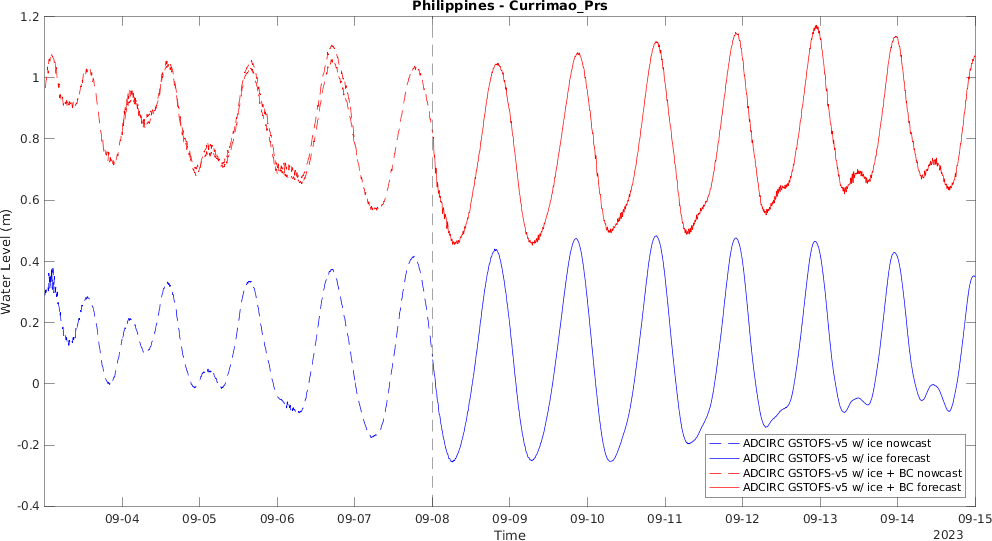 Philippines - Currimao_Prs
1.2
1
0.8
0.6
0.4
0.2
0
-0.2
-0.4
Water Level (m)
ADCIRC GSTOFS-v5 w/ ice nowcast
ADCIRC GSTOFS-v5 w/ ice forecast
ADCIRC GSTOFS-v5 w/ ice + BC nowcast
ADCIRC GSTOFS-v5 w/ ice + BC forecast
09-04 09-05 09-06 09-07 09-08 09-09 09-10 09-11 09-12 09-13 09-14 09-15
Time
2023